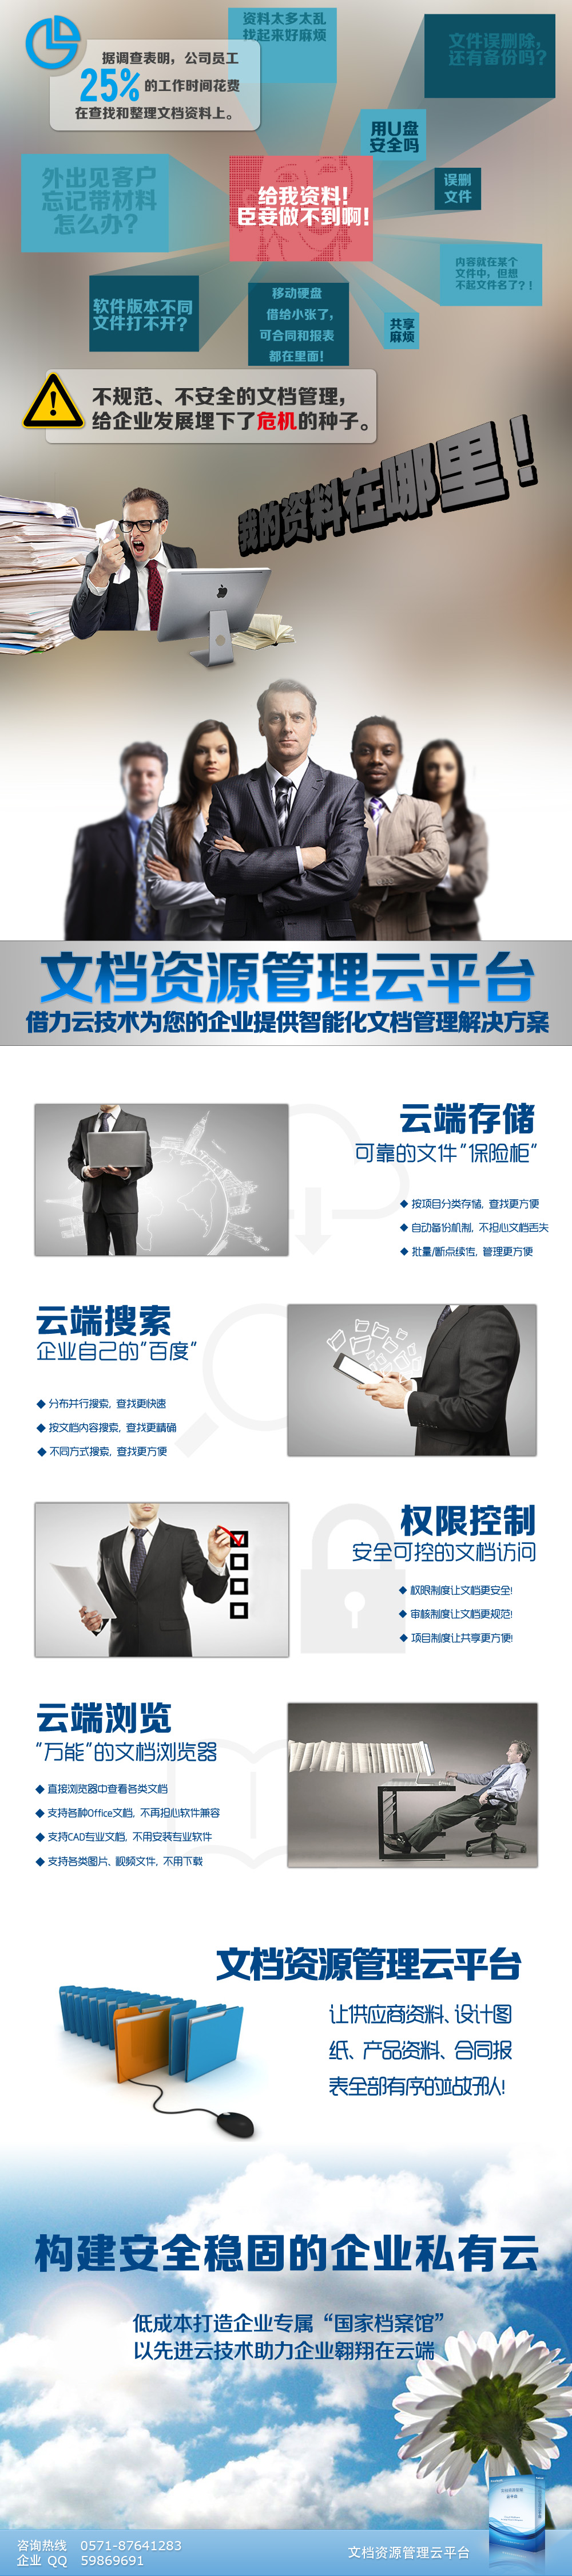 资料太多太乱
找起来好麻烦
文件误删除，
还有备份吗？
据调查表明，公司员工
25%的工作时间花费
在查找和整理文档资料上。
用U盘
安全吗
外出见客户
忘记带材料
怎么办？
给我资料！
臣妾做不到啊！
误删
文件
内容就在某个
文件中，但想
不起文件名了？！
软件版本不同
文件打不开？
移动硬盘
借给小张了，
可合同和报表
都在里面！
共享
麻烦
不规范、不安全的文档管理，
给企业发展埋下了危机的种子。
我的资料在哪里！
文档资源管理云平台
借力云技术为您的企业提供智能化文档管理解决方案
云端存储
可靠的文件“保险柜”
◆ 按项目分类存储，查找更方便
◆ 自动备份机制，不担心文档丢失
◆ 批量/断点续传，管理更方便
云端搜索
企业自己的“百度”
◆ 分布并行搜索，查找更快速
◆ 按文档内容搜索，查找更精确
◆ 不同方式搜索，查找更方便
权限控制
安全可控的文档访问
◆ 权限制度让文档更安全！
◆ 审核制度让文档更规范！
◆ 项目制度让共享更方便！
云端浏览
“万能”的文档浏览器
◆ 直接浏览器中查看各类文档
◆ 支持各种Office文档，不再担心软件兼容
◆ 支持CAD专业文档，不用安装专业软件
◆ 支持各类图片、视频文件，不用下载
文档资源管理云平台
让供应商资料、设计图
纸、产品资料、合同报
表全部有序的站好队！
构建安全稳固的企业私有云
低成本打造企业专属“国家档案馆”
以先进云技术助力企业翱翔在云端
文档资源管理
云平台
咨询热线 0571-87641283
企业 QQ 59869691
文档资源管理云平台